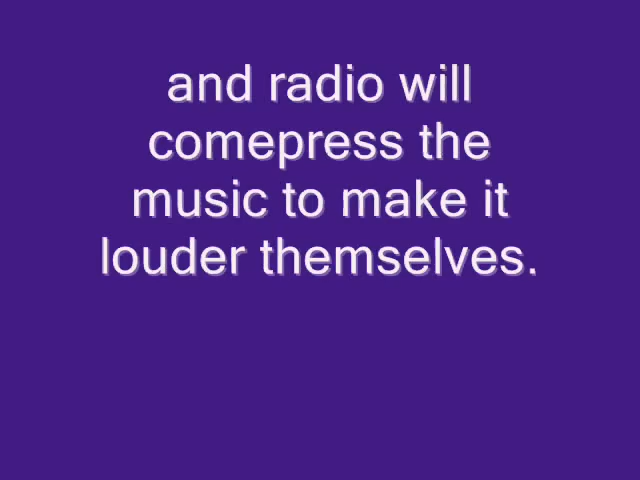 and radio will
comepress the
music to make it
louder themselves.